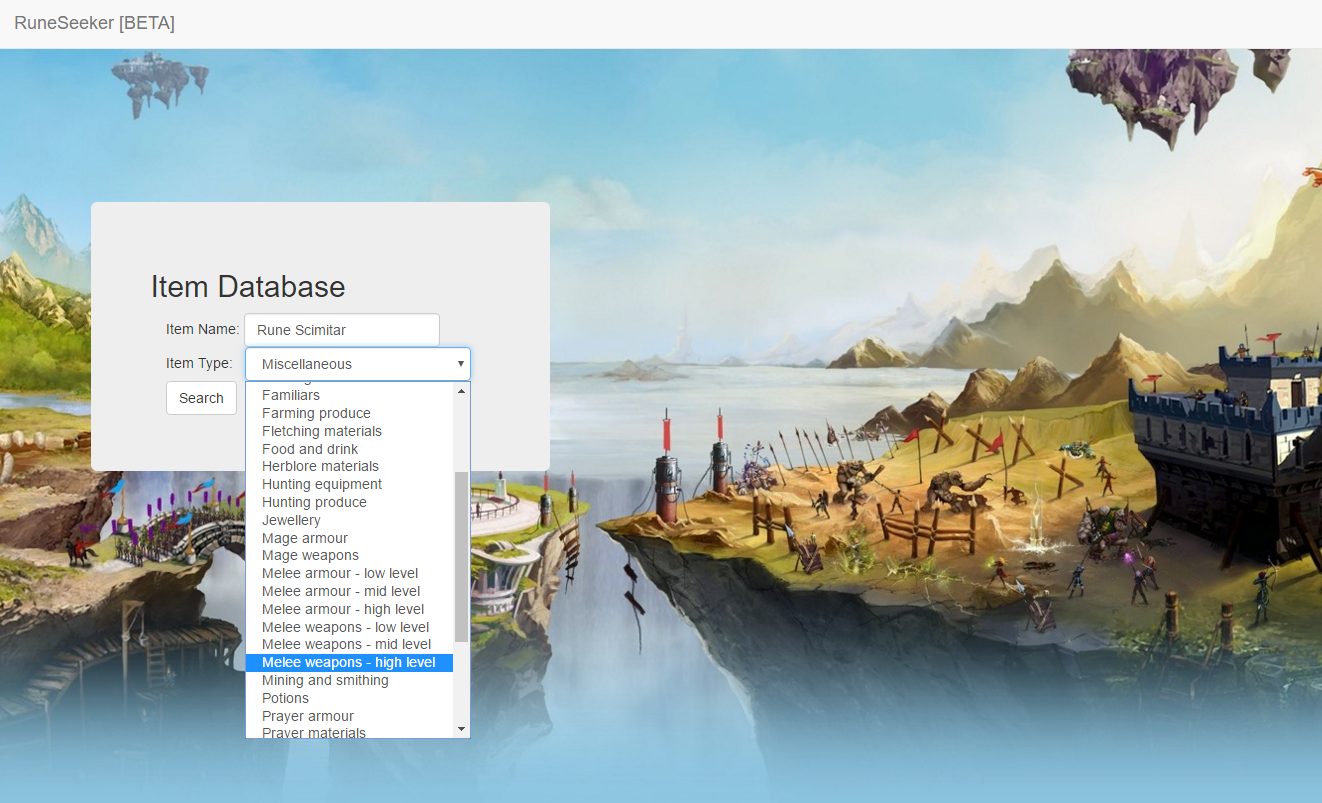 RuneSeeker [BETA]
Item Database
Item Name: Rune Scimitar
Item Type: Miscellaneous
Search
Familiars
Farming produce
Fletching materials
Food and drink
Herblore materials
Hunting equipment
Hunting produce
Jewellery
Mage armour
Mage weapons
Melee armour - low level
Melee armour - mid level
Melee armour - high level
Melee weapons - low level
Melee weapons - mid level
Melee weapons - high level
Mining and smithing
Potions
Prayer armour
Prayer materials